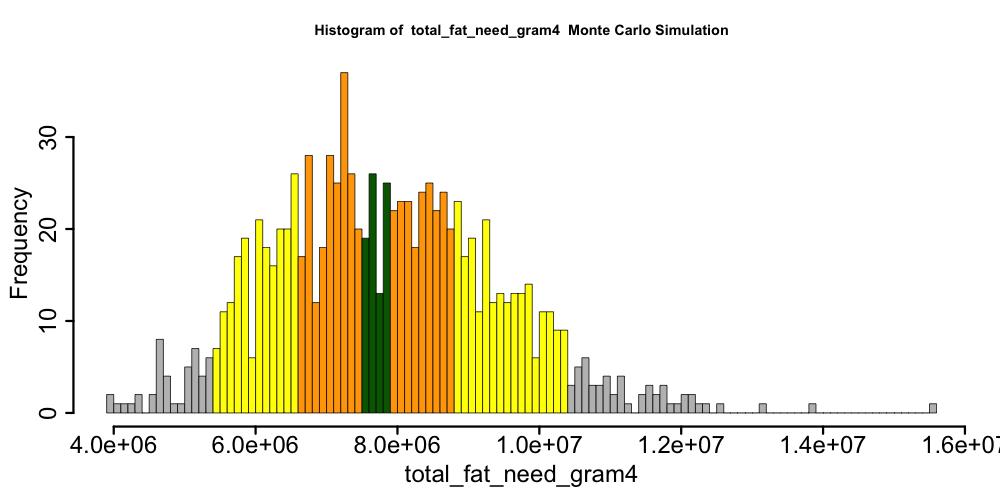 Histogram of total_fat_need_gram4 Monte Carlo Simulation
30
20
10
0
Frequency
4.0e+06 6.0e+06 8.0e+06 1.0e+07 1.2e+07 1.4e+07 1.6e+0
total_fat_need_gram4